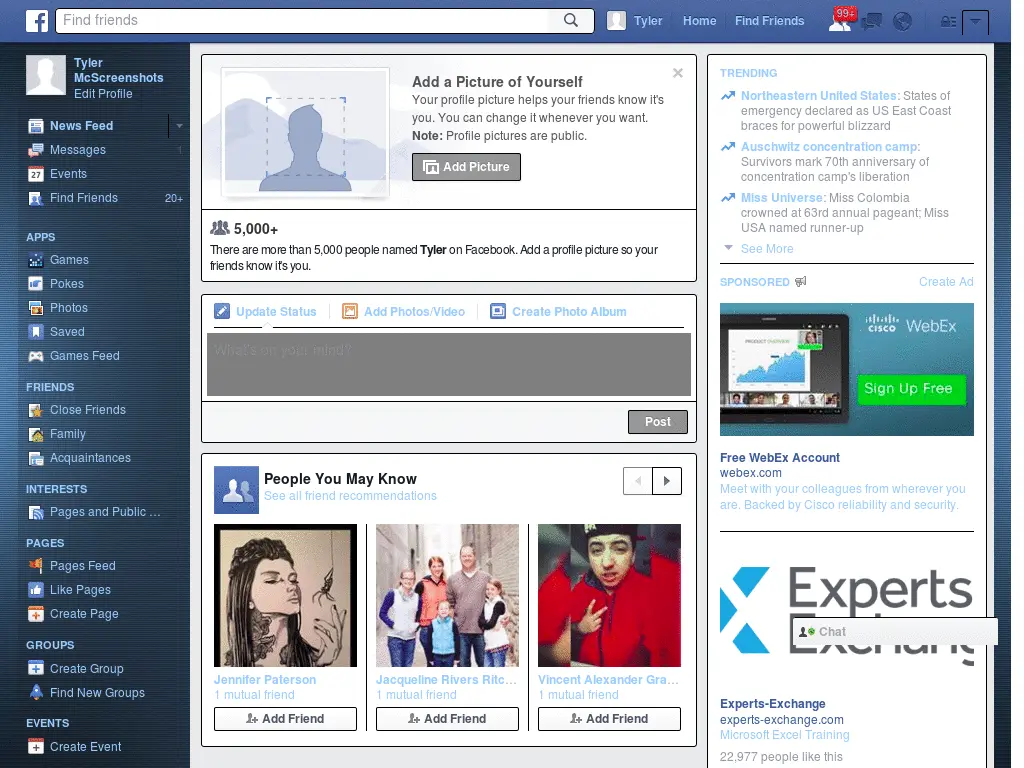 Find friends
Tyler
Home
Find Friends
99+
Tyler
McScreenshots
Edit Profile
News Feed
Messages
1
27
Events
Find Friends
20+
APPS
Games
Pokes
Photos
Saved
Games Feed
FRIENDS
Close Friends
Family
Acquaintances
INTERESTS
Pages and Public ...
PAGES
Pages Feed
Like Pages
Create Page
GROUPS
Create Group
Find New Groups
EVENTS
Create Event
Add a Picture of Yourself
Your profile picture helps your friends know it's
you. You can change it whenever you want.
Note: Profile pictures are public.
Add Picture
5,000+
There are more than 5,000 people named Tyler on Facebook. Add a profile picture so your
friends know it's you.
Update Status
Add Photos/Video
Create Photo Album
What's on your mind?
Post
People You May Know
See all friend recommendations
Jennifer Paterson
1 mutual friend
Add Friend
Jacqueline Rivers Ritc...
1 mutual friend
Add Friend
Vincent Alexander Gra...
1 mutual friend
Add Friend
TRENDING
Northeastern United States: States of
emergency declared as US East Coast
braces for powerful blizzard
Auschwitz concentration camp:
Survivors mark 70th anniversary of
concentration camp's liberation
Miss Universe: Miss Colombia
crowned at 63rd annual pageant; Miss
USA named runner-up
See More
SPONSORED
Create Ad
PRODUCT OVERVIEW
CISCO WebEx
Sign Up Free
Free WebEx Account
webex.com
Meet with your colleagues from wherever you
are. Backed by Cisco reliability and security.
Experts
Exchang
Chat
Experts-Exchange
experts-exchange.com
Microsoft Excel Training
22,977 people like this